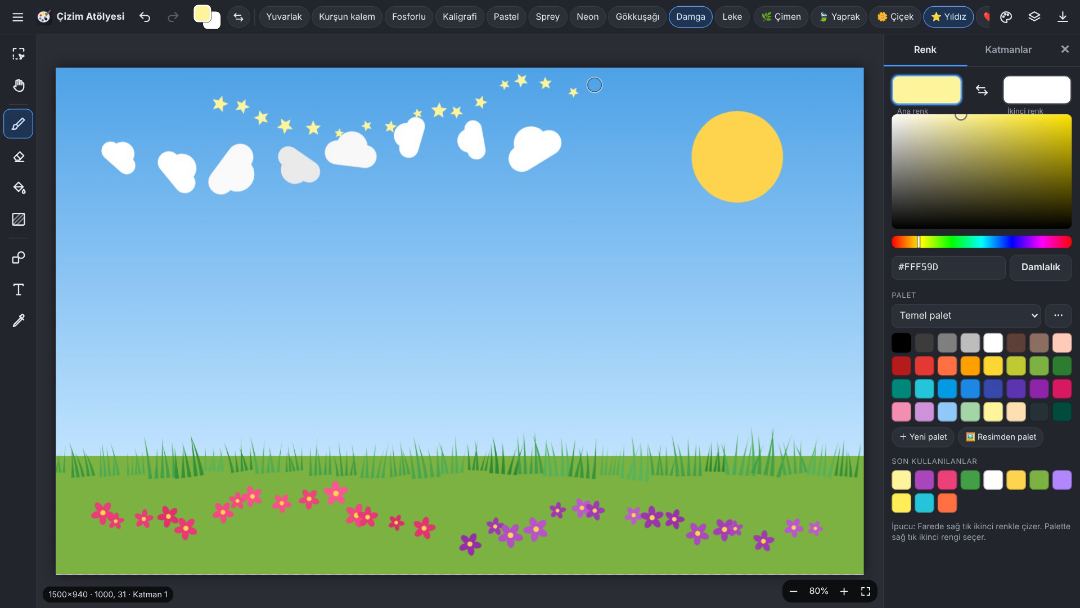 Çizim Atölyesi
Yuvarlak
Kurşun kalem
Fosforlu
Kaligrafi
Pastel
Sprey
Neon
Gökkuşağı
Damga
Leke
Çimen
Yaprak
Çiçek
Yıldız
Renk
Katmanlar
Ana renk
İkinci renk
#FFF59D
Damlalık
PALET
Temel palet
+ Yeni palet
Resimden palet
SON KULLANILANLAR
İpucu: Farede sağ tık ikinci renkle çizer. Palette
sağ tık ikinci rengi seçer.
1500×940 · 1000, 31 · Katman 1
80%